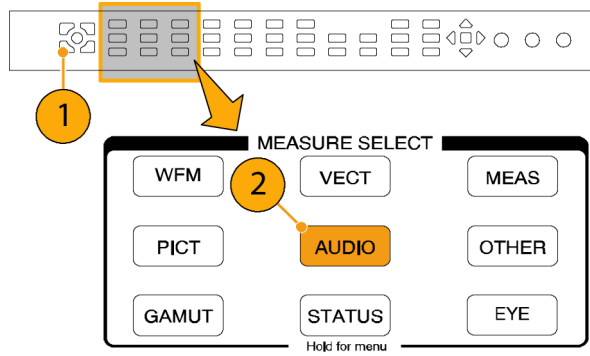 1
MEASURE SELECT
WFM VECT MEAS
2
PICT AUDIO OTHER
GAMUT STATUS EYE
Hold for menu